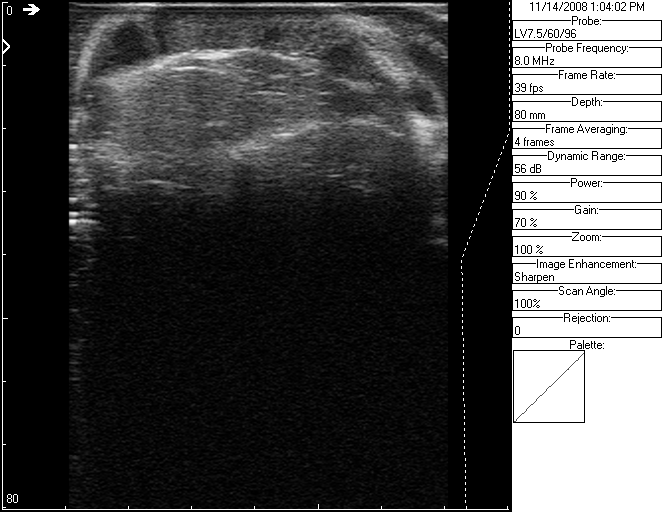 0
80
11/14/2008 1:04:02 PM
Probe:
LV7.5/60/96
Probe Frequency:
8.0 MHz
Frame Rate:
39 fps
Depth:
80 mm
Frame Averaging:
4 frames
Dynamic Range:
56 dB
Power:
90 %
Gain:
70 %
Zoom:
100 %
Image Enhancement:
Sharpen
Scan Angle:
100%
Rejection:
0
Palette: